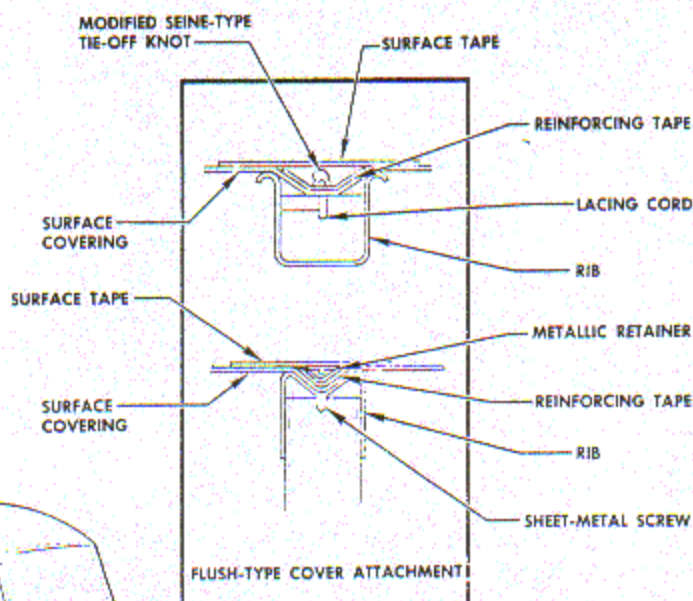 MODIFIED SEINE-TYPE
TIE-OFF KNOT
SURFACE TAPE
REINFORCING TAPE
LACING CORD
SURFACE
COVERING
RIB
SURFACE TAPE
METALLIC RETAINER
REINFORCING TAPE
SURFACE
COVERING
RIB
SHEET-METAL SCREW
FLUSH-TYPE COVER ATTACHMENT